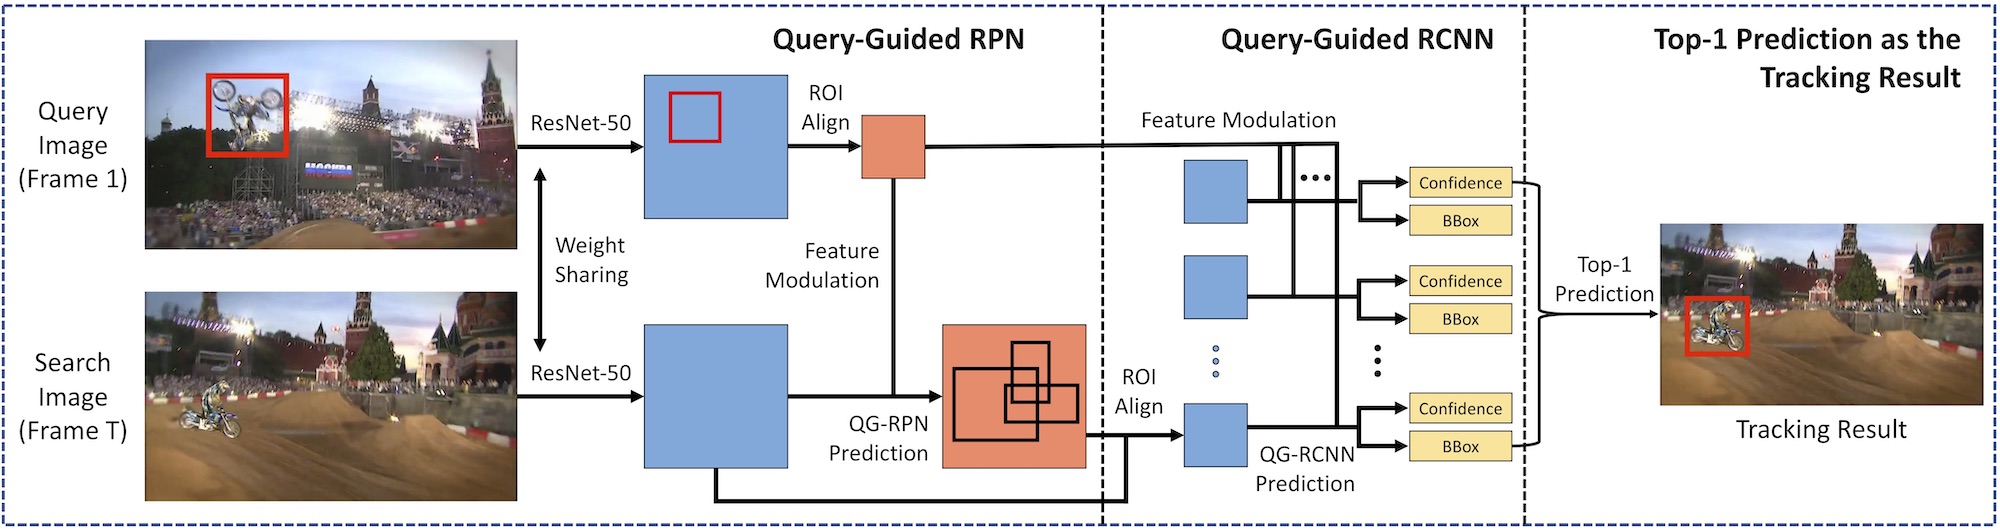 Query-Guided RPN
Query-Guided RCNN
Top-1 Prediction as the
Tracking Result
Query
Image
(Frame 1)
МОСКВА
ResNet-50
ROI
Align
Feature Modulation
Weight
Sharing
Feature
Modulation
Search
Image
(Frame T)
ResNet-50
QG-RPN
Prediction
ROI
Align
Confidence
BBox
Confidence
BBox
Confidence
BBox
QG-RCNN
Prediction
Top-1
Prediction
Tracking Result